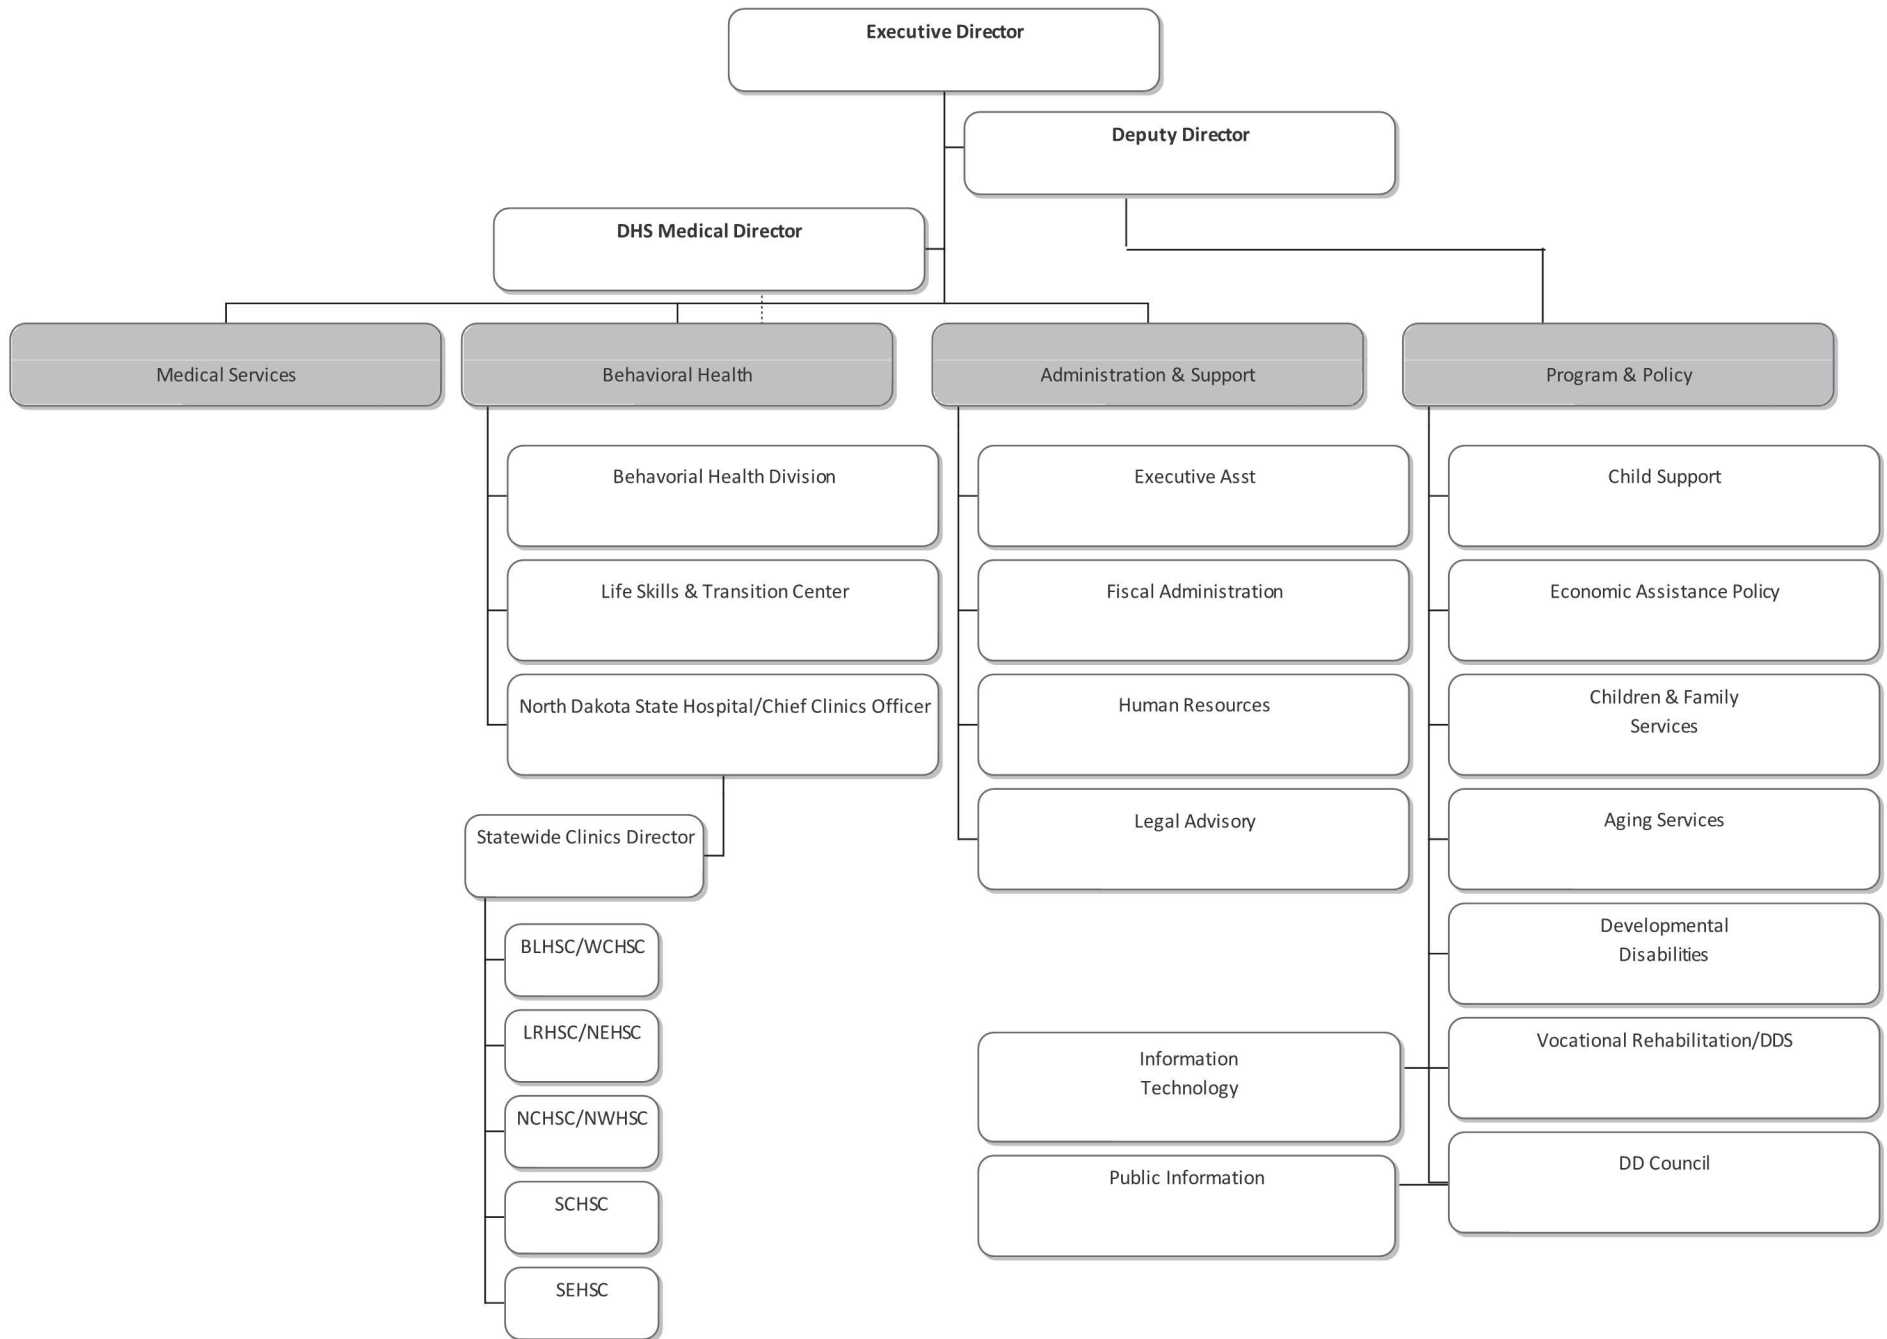 Executive Director
Deputy Director
DHS Medical Director
Medical Services
Behavioral Health
Administration & Support
Program & Policy
Behavorial Health Division
Life Skills & Transition Center
North Dakota State Hospital/Chief Clinics Officer
Statewide Clinics Director
BLHSC/WCHSC
LRHSC/NEHSC
NCHSC/NWHSC
SCHSC
SEHSC
Executive Asst
Fiscal Administration
Human Resources
Legal Advisory
Information
Technology
Public Information
Child Support
Economic Assistance Policy
Children & Family
Services
Aging Services
Developmental
Disabilities
Vocational Rehabilitation/DDS
DD Council